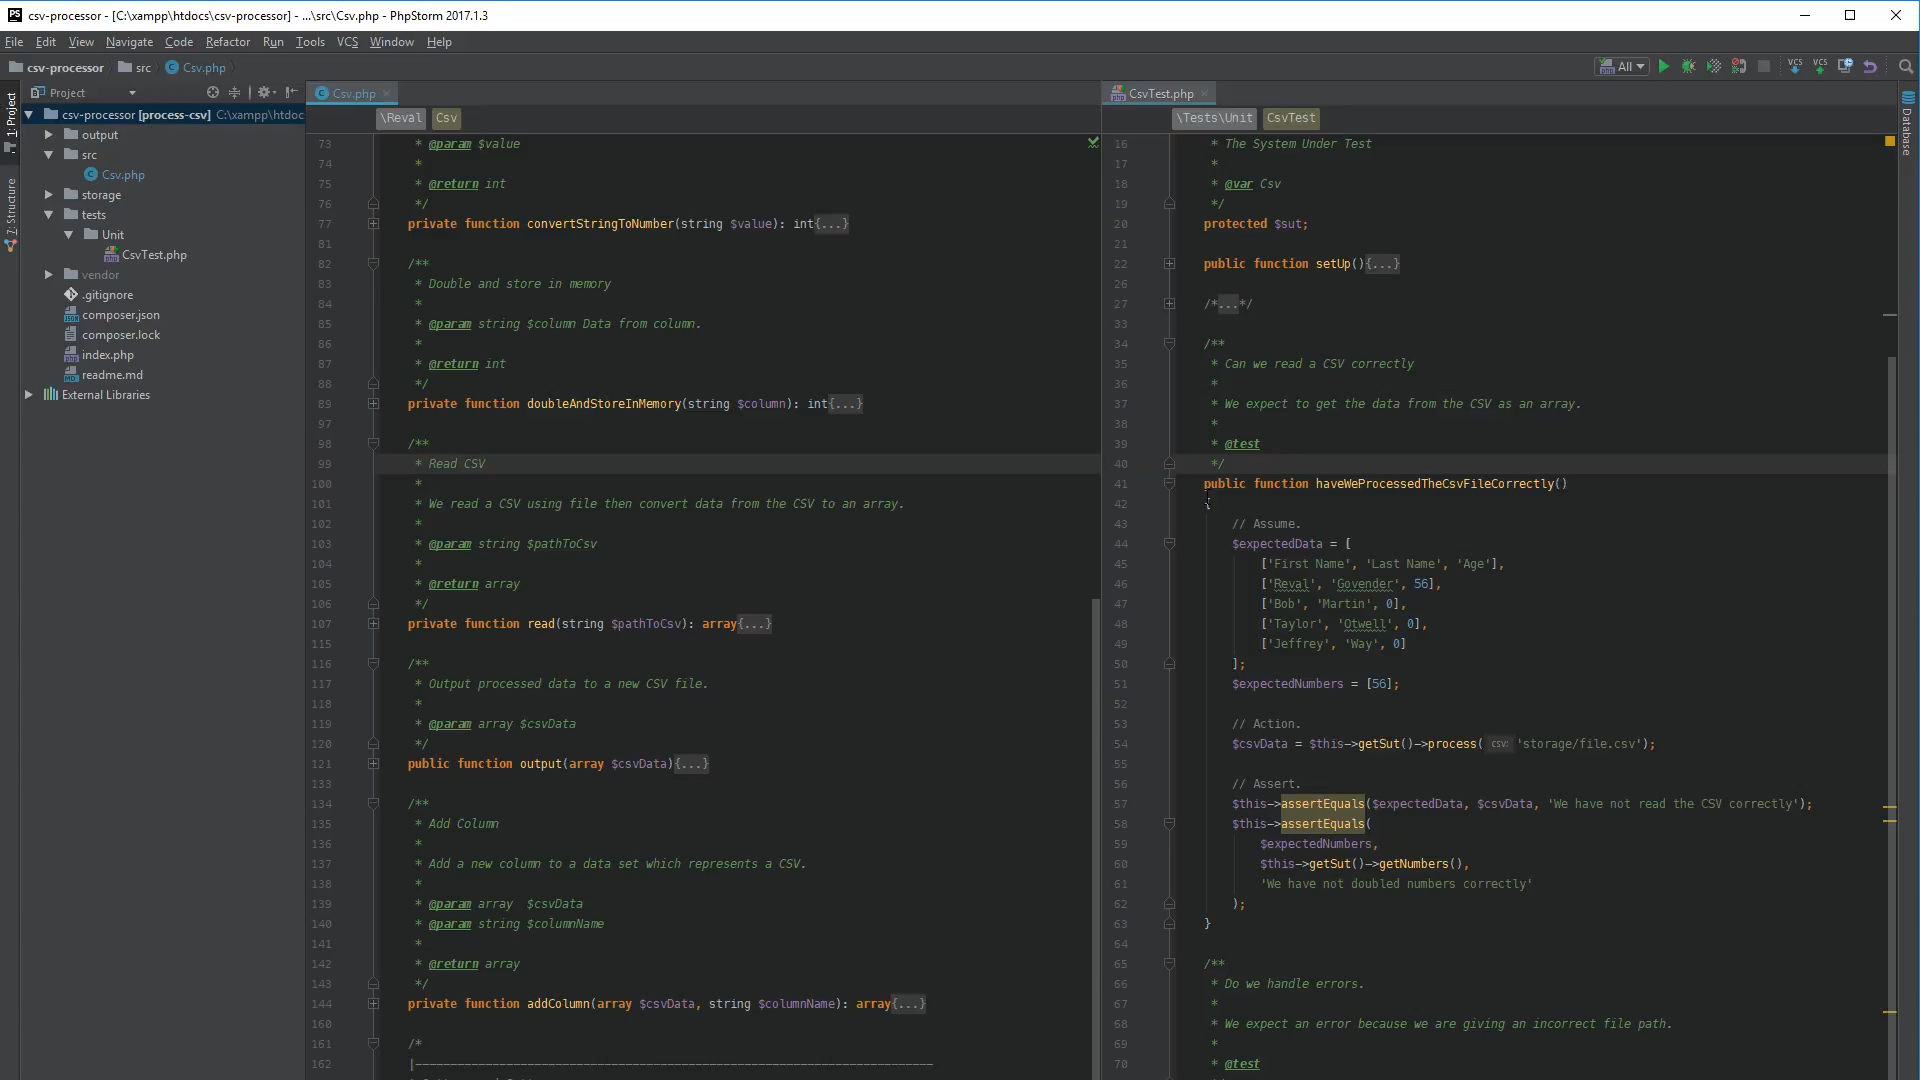 csv-processor - [C:\xampp\htdocs\csv-processor] - ...\src\Csv.php - PhpStorm 2017.1.3
File Edit View Navigate Code Refactor Run Tools VCS Window Help
csv-processor src Csv.php
All
VCS VCS
1: Project
7: Structure
Database
Project
csv-processor [process-csv] C:\xampp\htdoc
output
src
Csv.php
storage
tests
Unit
CsvTest.php
vendor
.gitignore
composer.json
composer.lock
index.php
readme.md
External Libraries
Csv.php
\Reval Csv
73 * @param $value
74 *
75 * @return int
76 */
77 private function convertStringToNumber(string $value): int{...}
81
82 /**
83 * Double and store in memory
84 *
85 * @param string $column Data from column.
86 *
87 * @return int
88 */
89 private function doubleAndStoreInMemory(string $column): int{...}
97
98 /**
99 * Read CSV
100 *
101 * We read a CSV using file then convert data from the CSV to an array.
102 *
103 * @param string $pathToCsv
104 *
105 * @return array
106 */
107 private function read(string $pathToCsv): array{...}
115
116 /**
117 * Output processed data to a new CSV file.
118 *
119 * @param array $csvData
120 */
121 public function output(array $csvData){...}
133
134 /**
135 * Add Column
136 *
137 * Add a new column to a data set which represents a CSV.
138 *
139 * @param array  $csvData
140 * @param string $columnName
141 *
142 * @return array
143 */
144 private function addColumn(array $csvData, string $columnName): array{...}
160
161 /*
162 |--------------------------------------------------------------------------
CsvTest.php
\Tests\Unit CsvTest
16 * The System Under Test
17 *
18 * @var Csv
19 */
20 protected $sut;
21
22 public function setUp(){...}
26
27 /*...*/
33
34 /**
35 * Can we read a CSV correctly
36 *
37 * We expect to get the data from the CSV as an array.
38 *
39 * @test
40 */
41 public function haveWeProcessedTheCsvFileCorrectly()
42 {
43 // Assume.
44 $expectedData = [
45 ['First Name', 'Last Name', 'Age'],
46 ['Reval', 'Govender', 56],
47 ['Bob', 'Martin', 0],
48 ['Taylor', 'Otwell', 0],
49 ['Jeffrey', 'Way', 0]
50 ];
51 $expectedNumbers = [56];
52
53 // Action.
54 $csvData = $this->getSut()->process( csv: 'storage/file.csv');
55
56 // Assert.
57 $this->assertEquals($expectedData, $csvData, 'We have not read the CSV correctly');
58 $this->assertEquals(
59 $expectedNumbers,
60 $this->getSut()->getNumbers(),
61 'We have not doubled numbers correctly'
62 );
63 }
64
65 /**
66 * Do we handle errors.
67 *
68 * We expect an error because we are giving an incorrect file path.
69 *
70 * @test